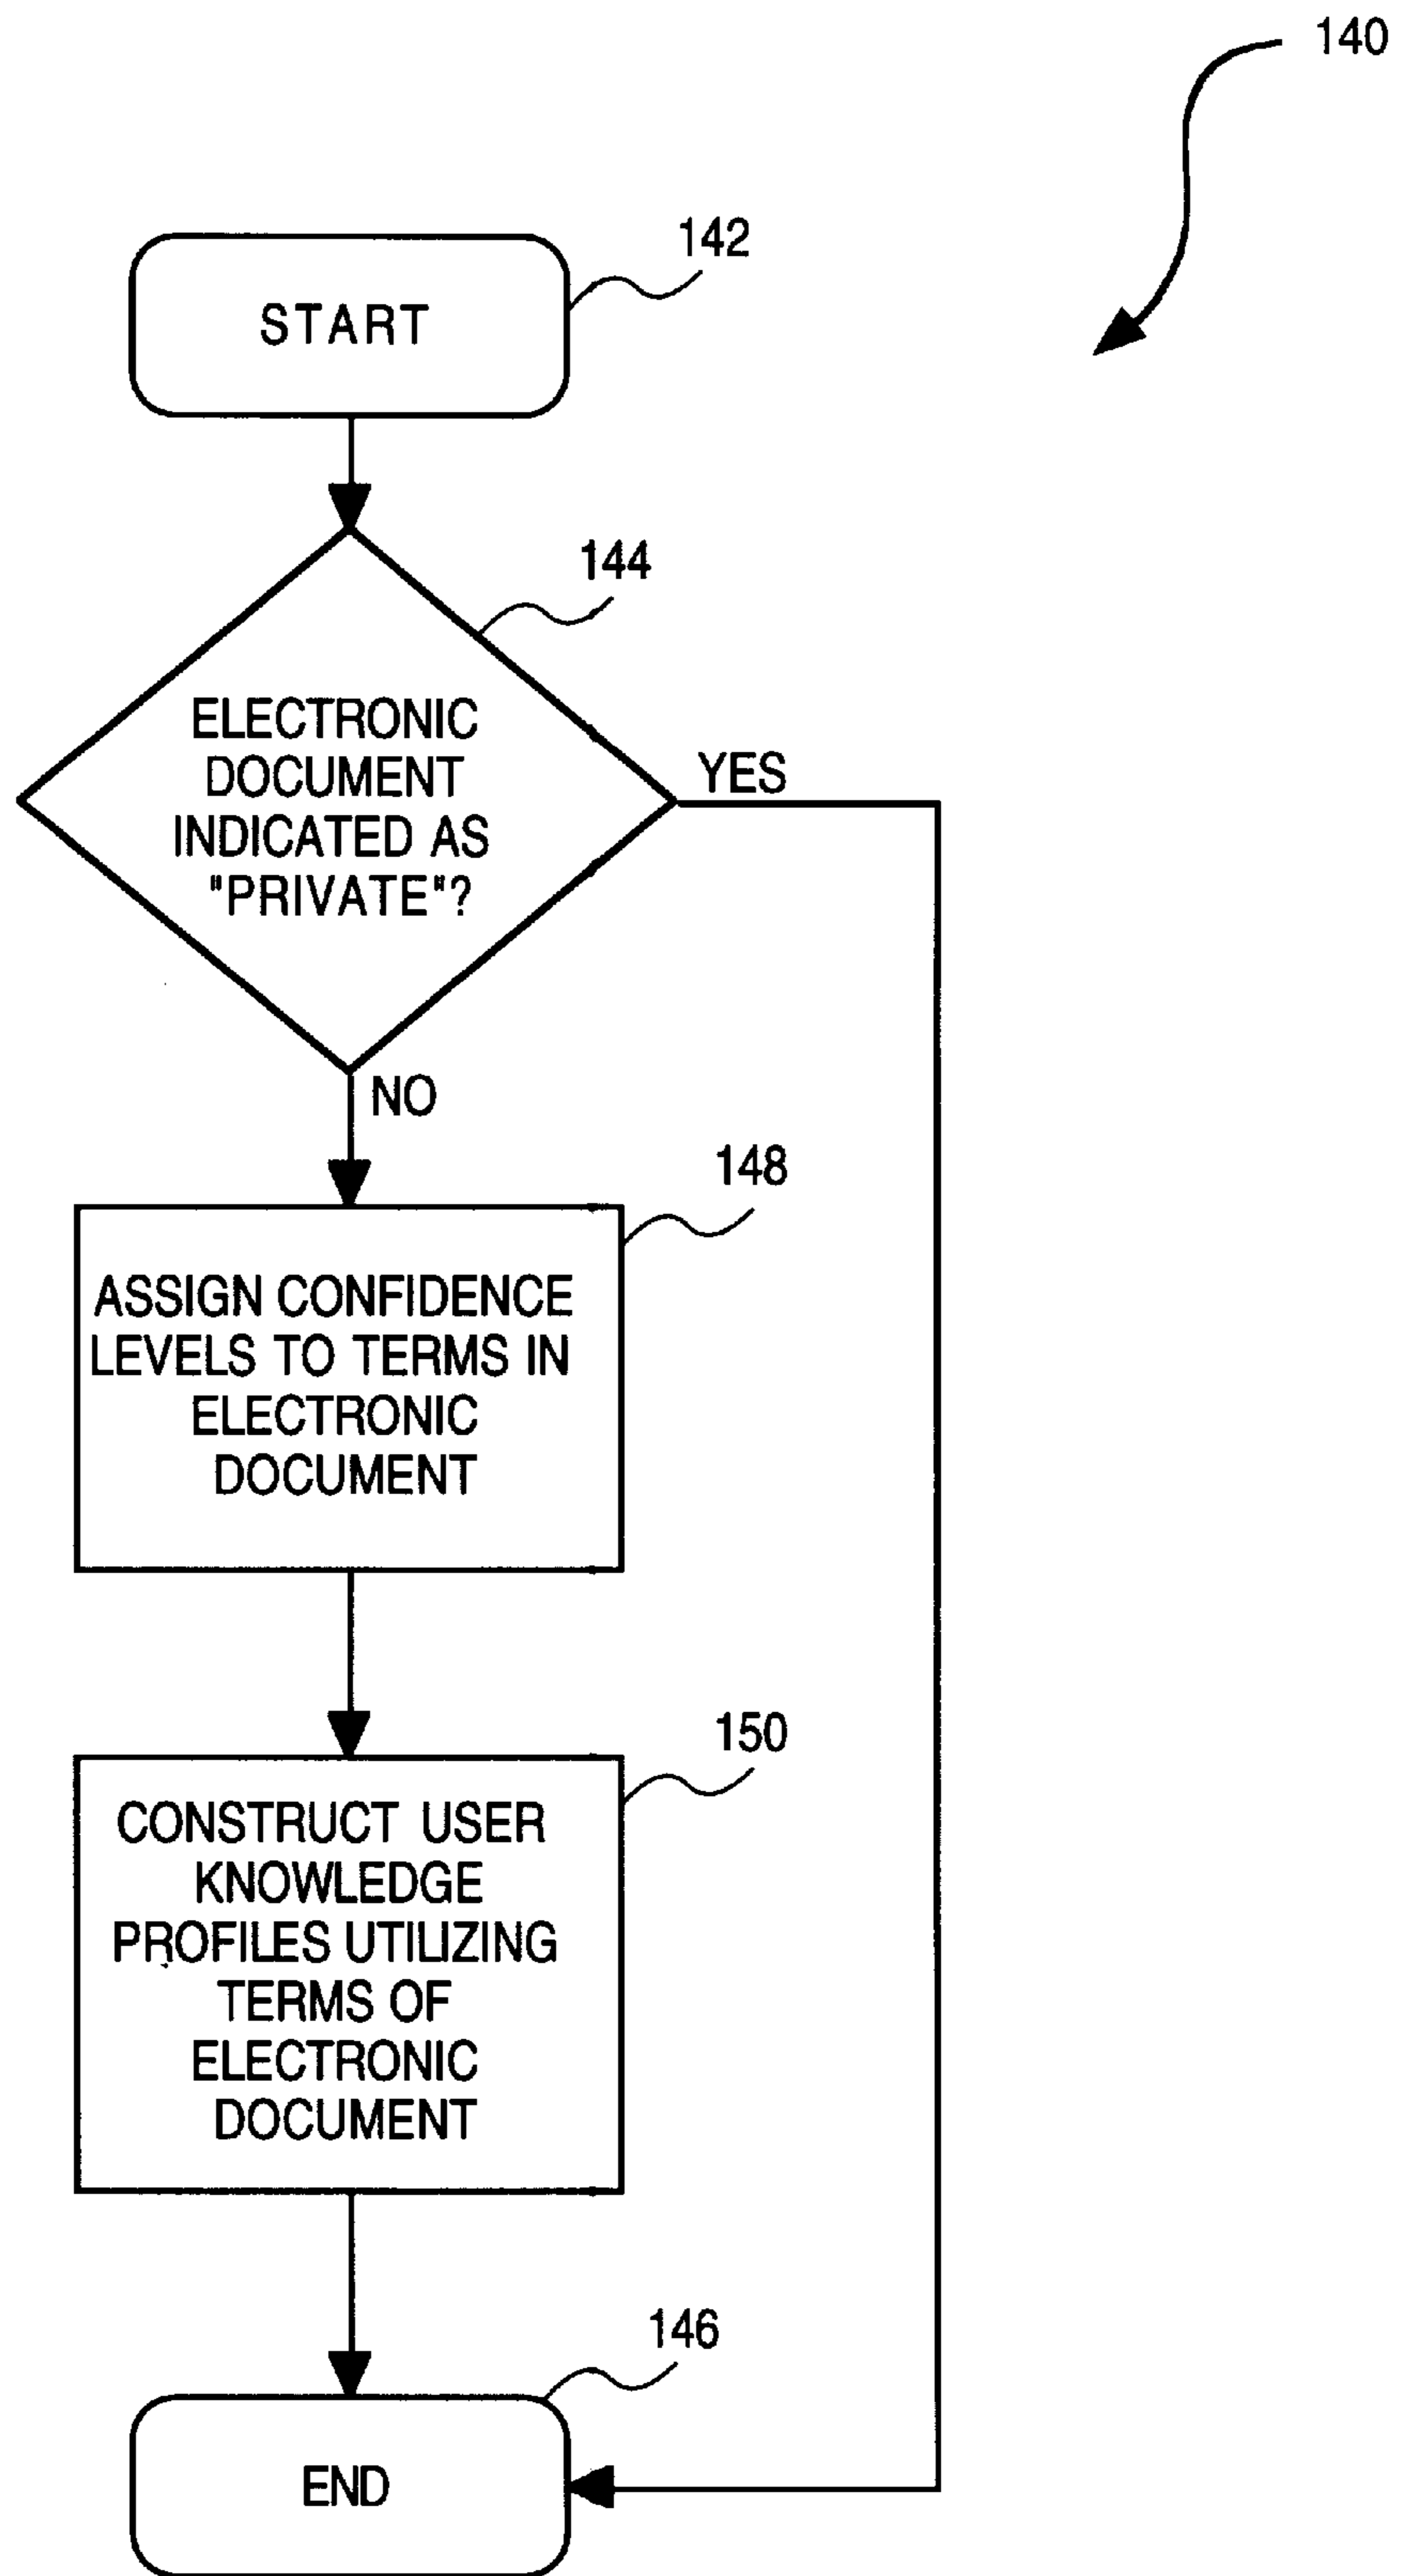 140
142
START
144
ELECTRONIC
DOCUMENT
INDICATED AS
"PRIVATE"?
YES
NO
148
ASSIGN CONFIDENCE
LEVELS TO TERMS IN
ELECTRONIC
DOCUMENT
150
CONSTRUCT USER
KNOWLEDGE
PROFILES UTILIZING
TERMS OF
ELECTRONIC
DOCUMENT
146
END